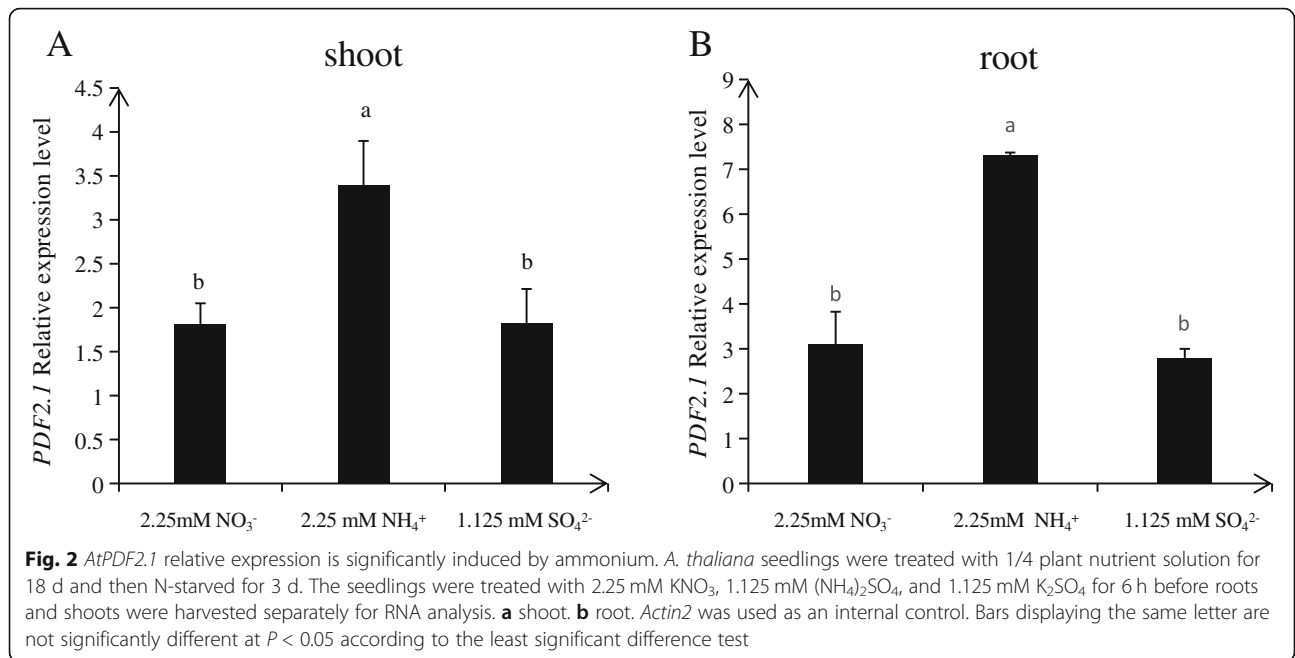 A
shoot
PDF2.1 Relative expression level
4.5
4
3.5
3
2.5
2
1.5
1
0.5
0
b
a
b
2.25mM NO₃⁻
2.25 mM NH₄⁺
1.125 mM SO₄²⁻
B
root
PDF2.1 Relative expression level
9
8
7
6
5
4
3
2
1
0
b
a
b
2.25mM NO₃⁻
2.25mM NH₄⁺
1.125 mM SO₄²⁻
Fig. 2 AtPDF2.1 relative expression is significantly induced by ammonium. A. thaliana seedlings were treated with 1/4 plant nutrient solution for
18 d and then N-starved for 3 d. The seedlings were treated with 2.25 mM KNO₃, 1.125 mM (NH₄)₂SO₄, and 1.125 mM K₂SO₄ for 6 h before roots
and shoots were harvested separately for RNA analysis. a shoot. b root. Actin2 was used as an internal control. Bars displaying the same letter are
not significantly different at P < 0.05 according to the least significant difference test